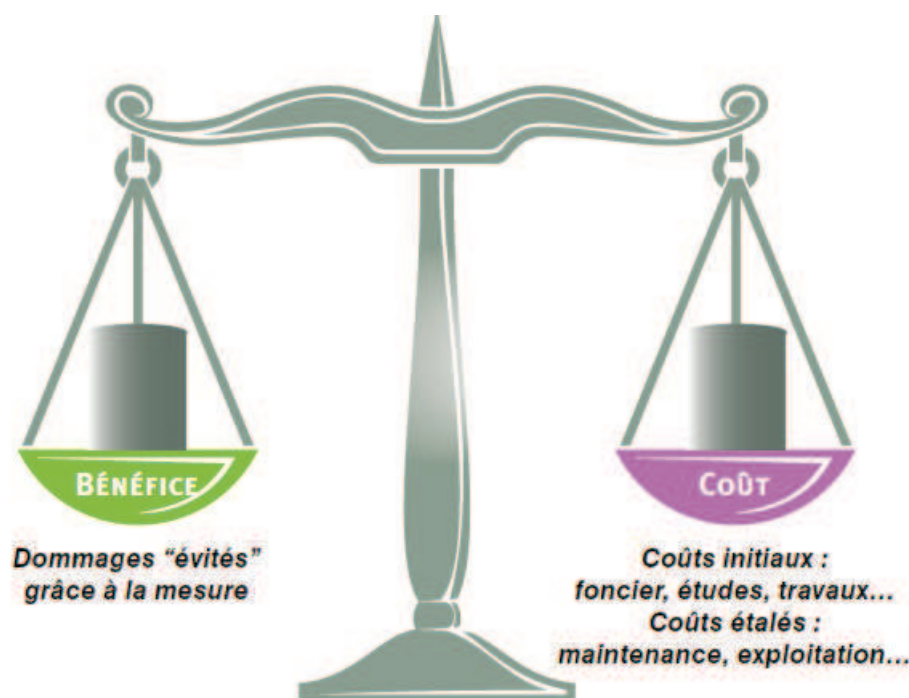 BÉNÉFICE
Dommages “évités”
grâce à la mesure
COÛT
Coûts initiaux :
foncier, études, travaux...
Coûts étalés :
maintenance, exploitation...